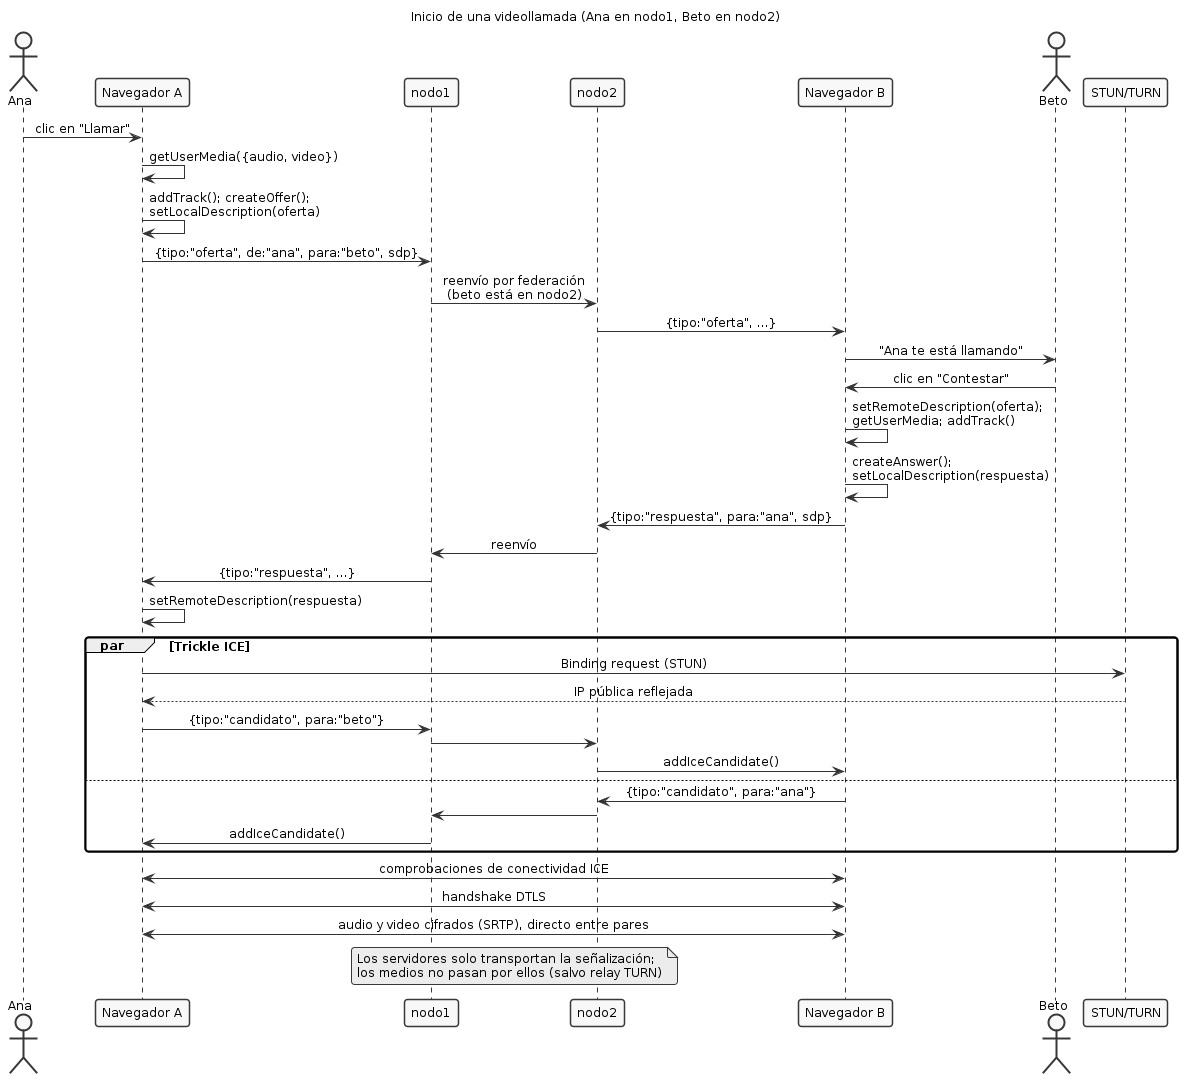 Inicio de una videollamada (Ana en nodo1, Beto en nodo2)
Ana
Navegador A
nodo1
nodo2
Navegador B
Beto
STUN/TURN
clic en "Llamar"
getUserMedia({audio, video})
addTrack(); createOffer();
setLocalDescription(oferta)
{tipo:"oferta", de:"ana", para:"beto", sdp}
reenvío por federación
(beto está en nodo2)
{tipo:"oferta", ...}
"Ana te está llamando"
clic en "Contestar"
setRemoteDescription(oferta);
getUserMedia; addTrack()
createAnswer();
setLocalDescription(respuesta)
{tipo:"respuesta", para:"ana", sdp}
reenvío
{tipo:"respuesta", ...}
setRemoteDescription(respuesta)
par
[Trickle ICE]
Binding request (STUN)
IP pública reflejada
{tipo:"candidato", para:"beto"}
addIceCandidate()
{tipo:"candidato", para:"ana"}
addIceCandidate()
comprobaciones de conectividad ICE
handshake DTLS
audio y video cifrados (SRTP), directo entre pares
Los servidores solo transportan la señalización;
los medios no pasan por ellos (salvo relay TURN)
Ana
Navegador A
nodo1
nodo2
Navegador B
Beto
STUN/TURN